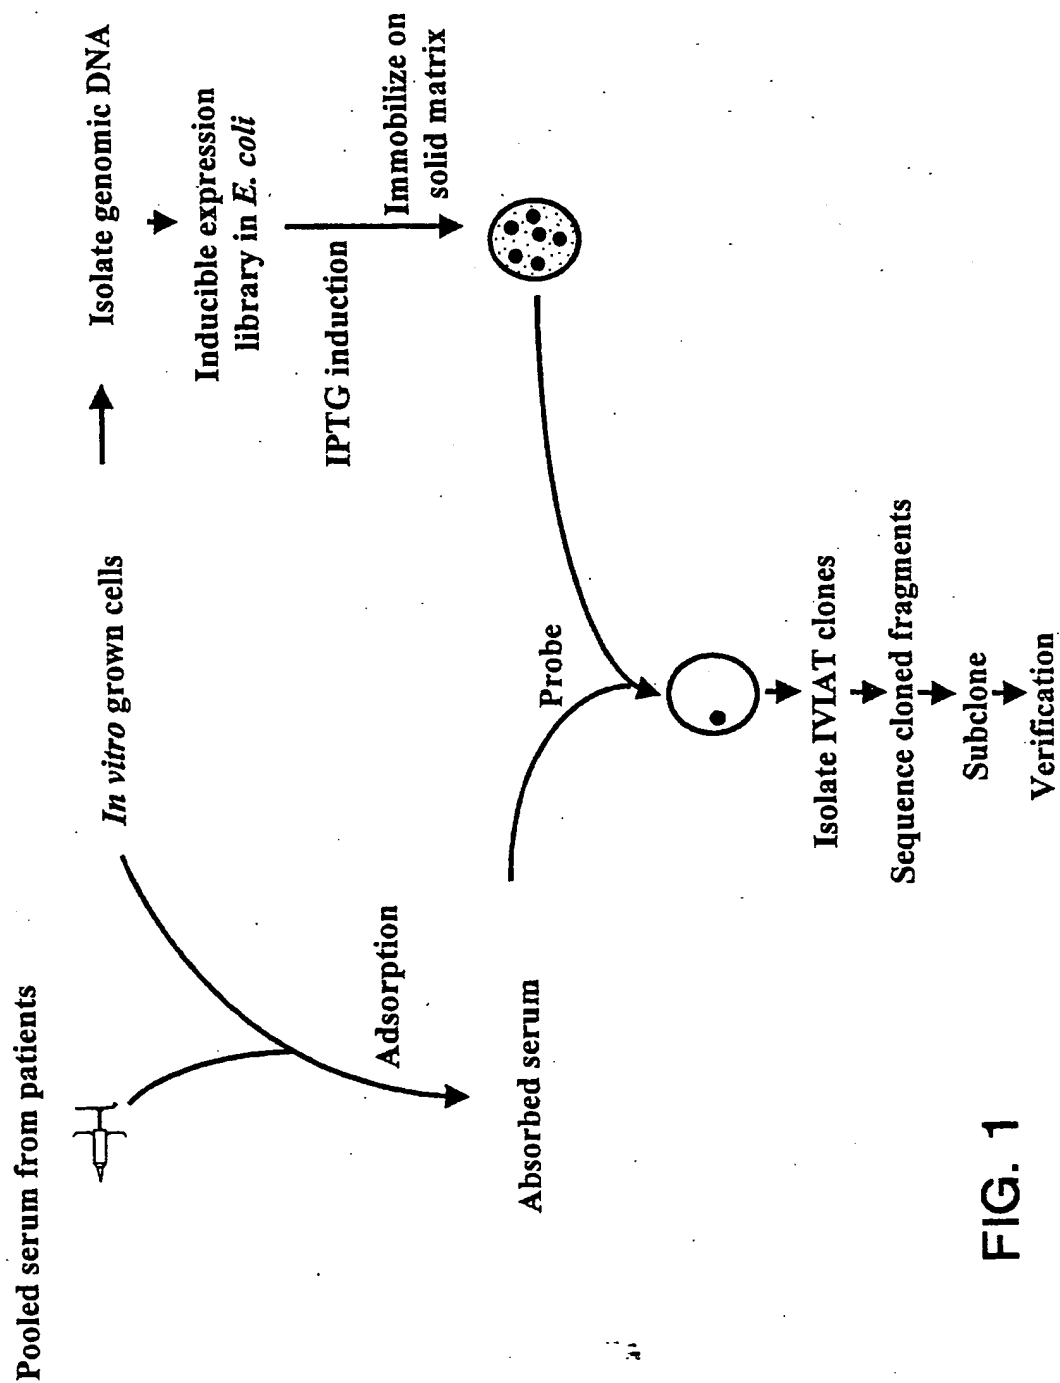 Pooled serum from patients
In vitro grown cells
Isolate genomic DNA
Inducible expression
library in E. coli
IPTG induction
Immobilize on
solid matrix
Adsorption
Absorbed serum
Probe
Isolate IVIAT clones
Sequence cloned fragments
Subclone
Verification
FIG. 1